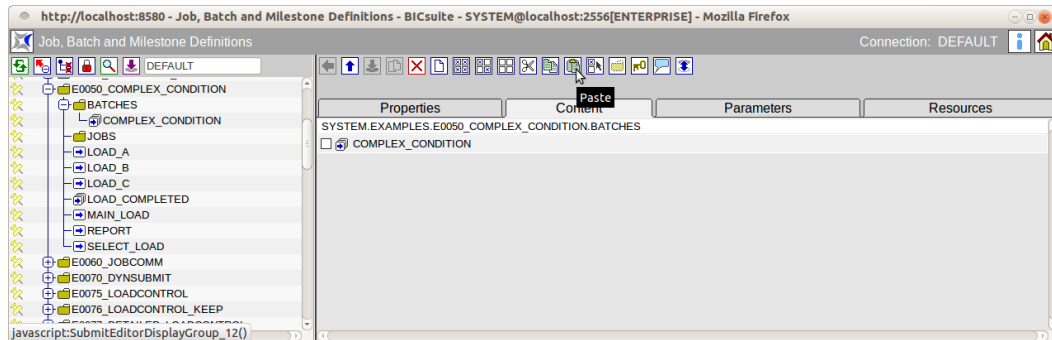 http://localhost:8580 - Job, Batch and Milestone Definitions - BICsuite - SYSTEM@localhost:2556[ENTERPRISE] - Mozilla Firefox
Job, Batch and Milestone Definitions
Connection: DEFAULT
DEFAULT
E0050_COMPLEX_CONDITION
BATCHES
COMPLEX_CONDITION
JOBS
LOAD_A
LOAD_B
LOAD_C
LOAD_COMPLETED
MAIN_LOAD
REPORT
SELECT_LOAD
E0060_JOBCOMM
E0070_DYNSUBMIT
E0075_LOADCONTROL
E0076_LOADCONTROL_KEEP
javascript:SubmitEditorDisplayGroup_12()
Paste
Properties
Content
Parameters
Resources
SYSTEM.EXAMPLES.E0050_COMPLEX_CONDITION.BATCHES
COMPLEX_CONDITION